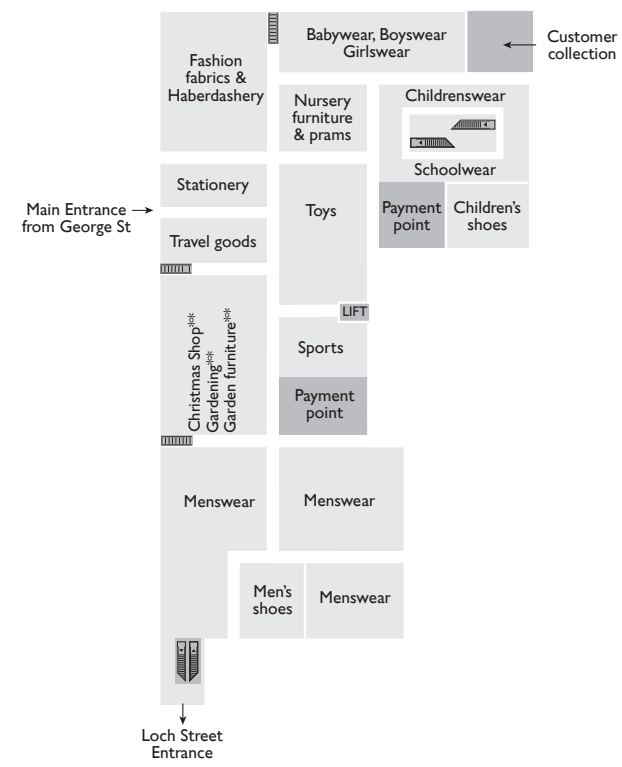 Fashion
fabrics &
Haberdashery
Babywear, Boyswear
Girlswear
Customer
collection
Nursery
furniture
& prams
Childrenswear
Schoolwear
Stationery
Main Entrance
from George St
Toys
Payment
point
Children's
shoes
Travel goods
LIFT
Christmas Shop**
Gardening**
Garden furniture**
Sports
Payment
point
Menswear
Menswear
Men's
shoes
Menswear
Loch Street
Entrance